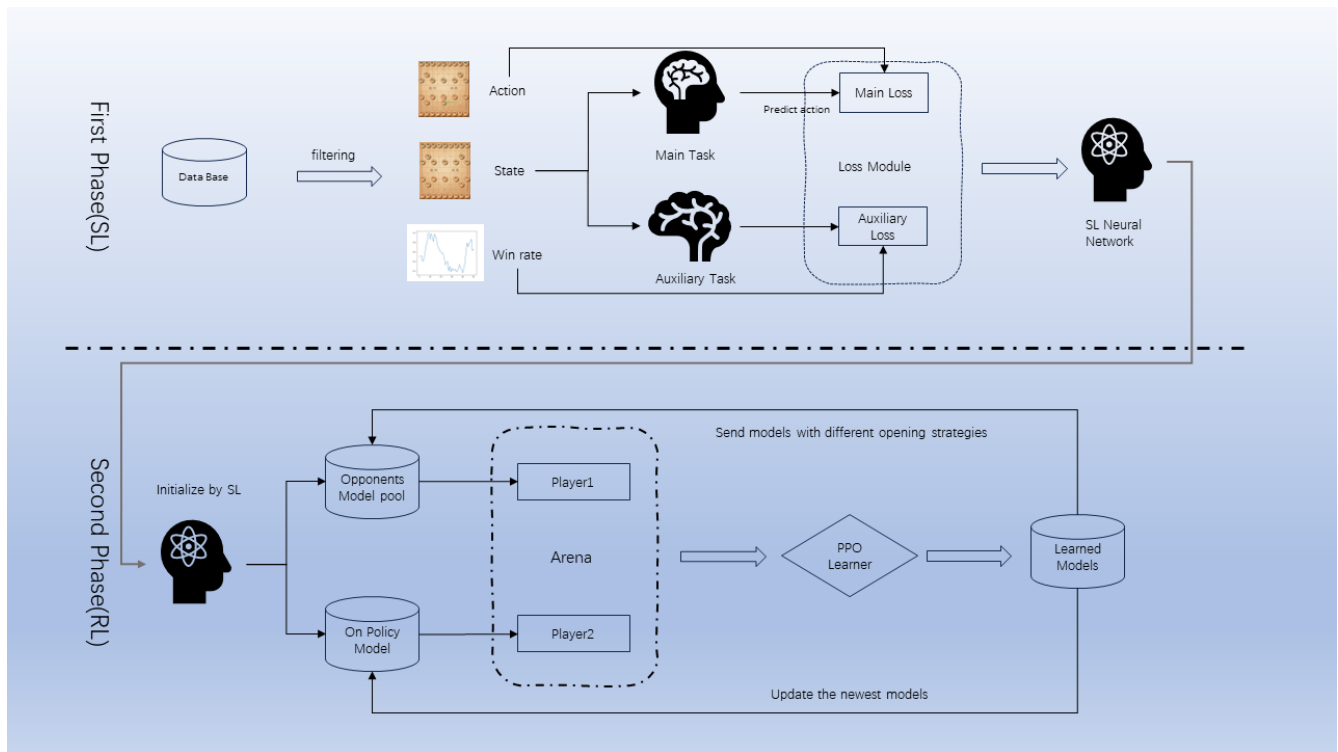 First Phase(SL)
Data Base
filtering
Action
State
Win rate
Main Task
Auxiliary Task
Predict action
Main Loss
Loss Module
Auxiliary
Loss
SL Neural
Network
Second Phase(RL)
Initialize by SL
Opponents
Model pool
On Policy
Model
Player1
Arena
Player2
Send models with different opening strategies
PPO
Learner
Learned
Models
Update the newest models